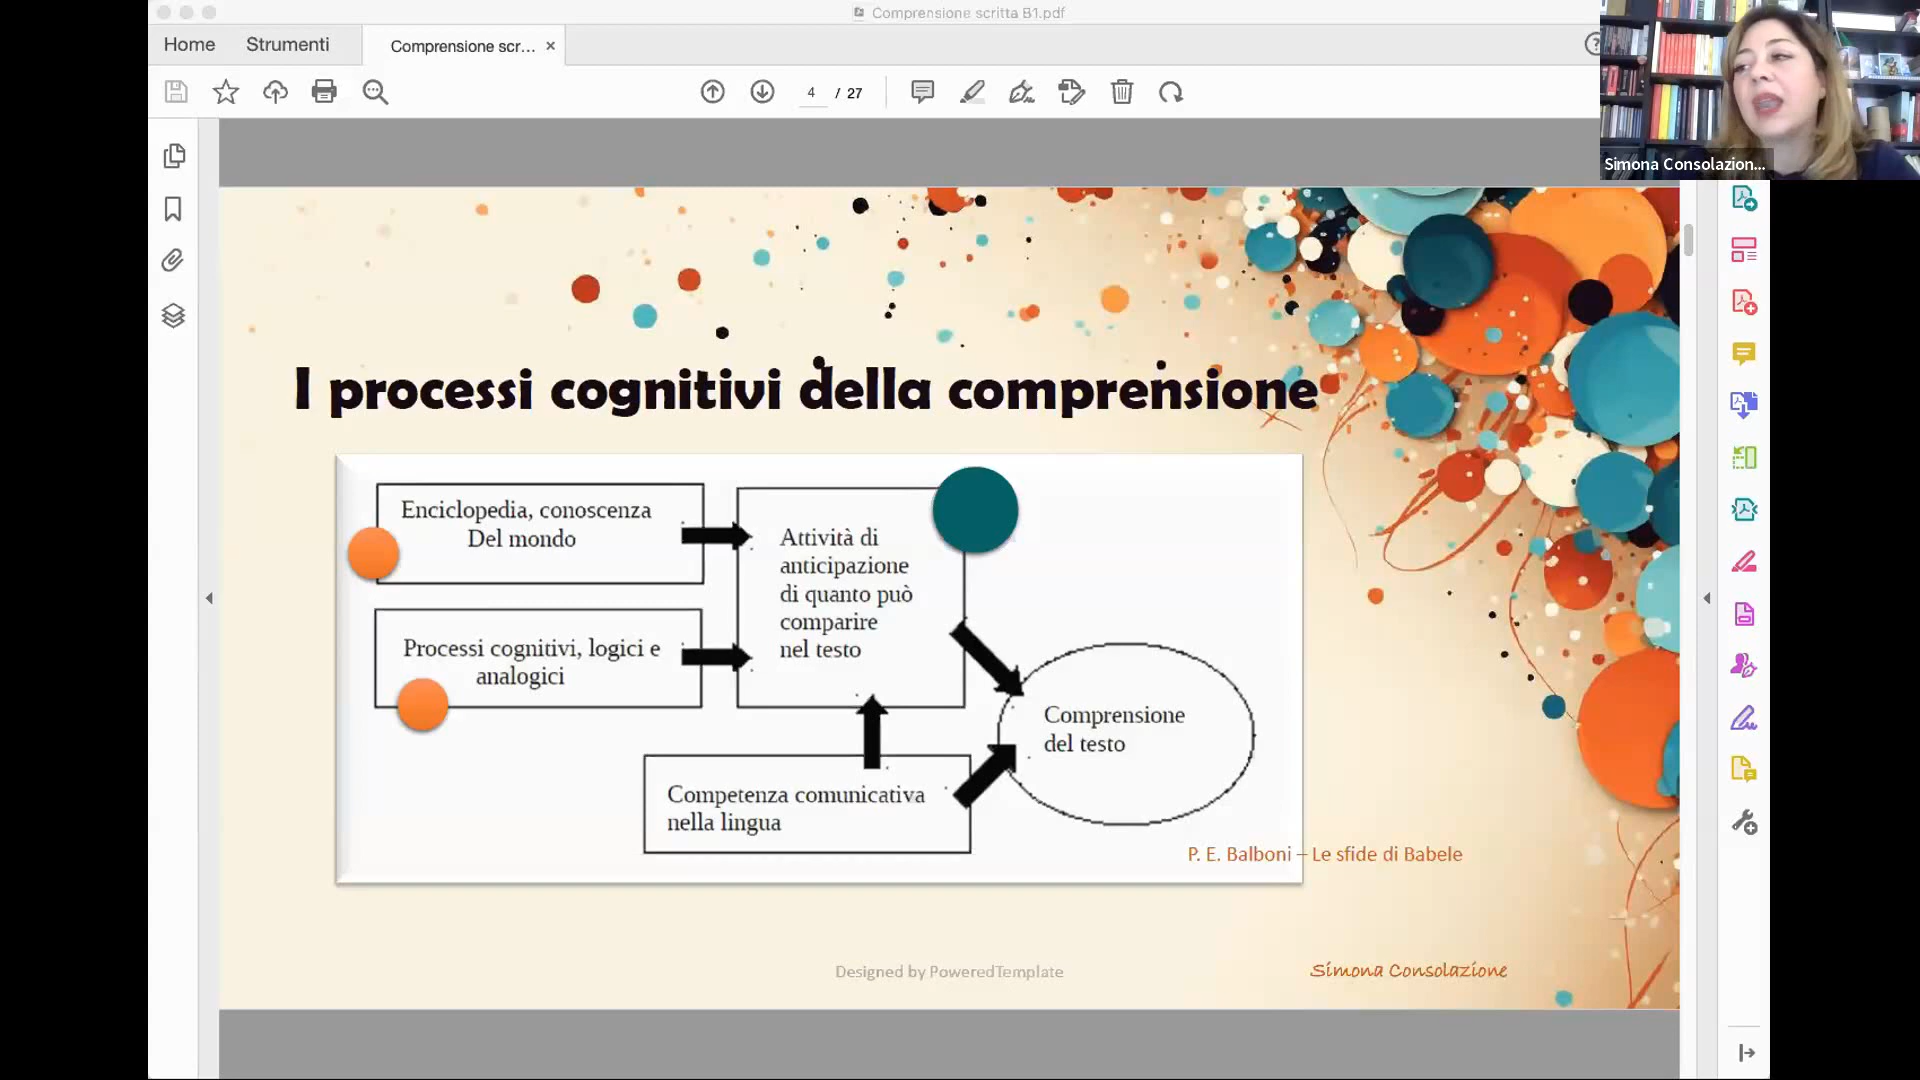 Comprensione scritta B1.pdf
Home
Strumenti
Comprensione scr...
4 / 27
Simona Consolazion...
I processi cognitivi della comprensione
Enciclopedia, conoscenza
Del mondo
Attività di
anticipazione
di quanto può
comparire
nel testo
Processi cognitivi, logici e
analogici
Comprensione
del testo
Competenza comunicativa
nella lingua
P. E. Balboni – Le sfide di Babele
Designed by PoweredTemplate
Simona Consolazione